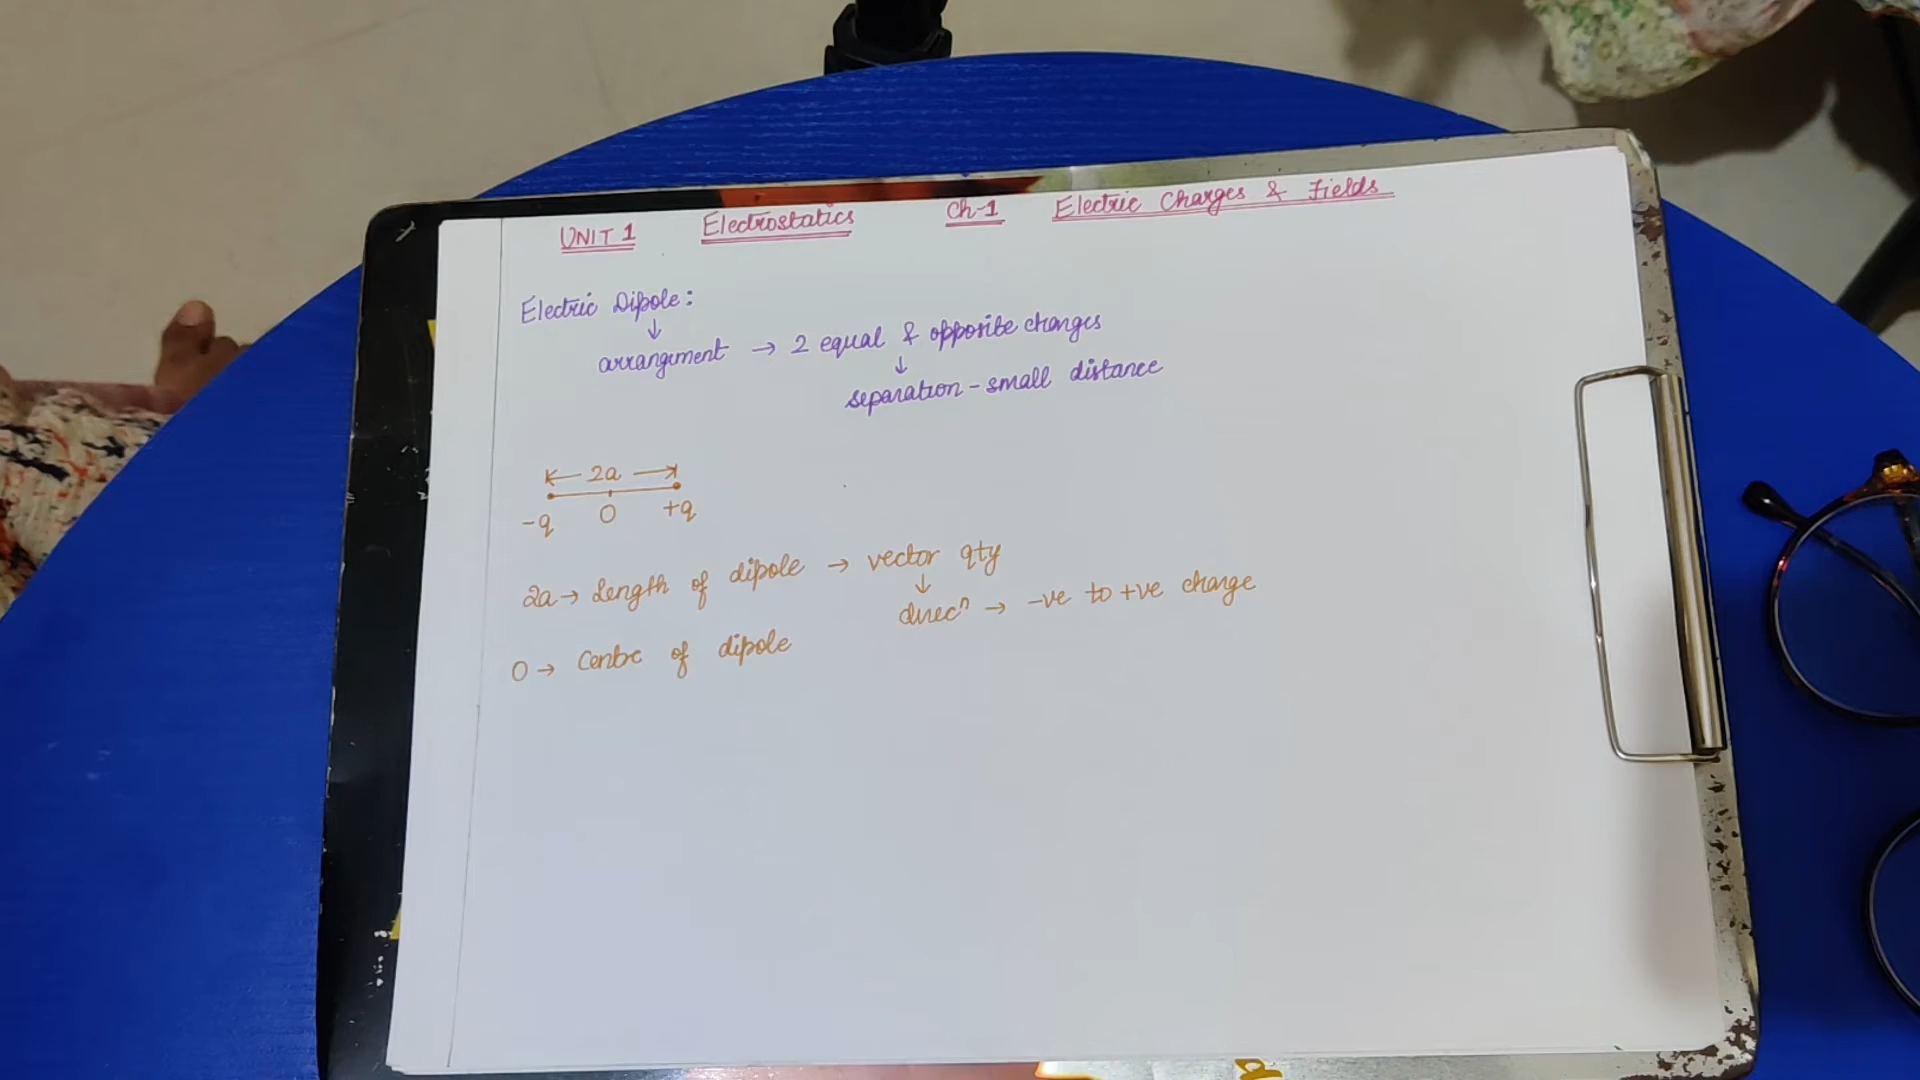 UNIT 1 Electrostatics Ch-1 Electric Charges & Fields
Electric Dipole:
↓
arrangement → 2 equal & opposite charges
↓
separation - small distance
2a
-q O +q
2a → Length of dipole → vector qty
↓
direcⁿ → -ve to +ve charge
O → Centre of dipole